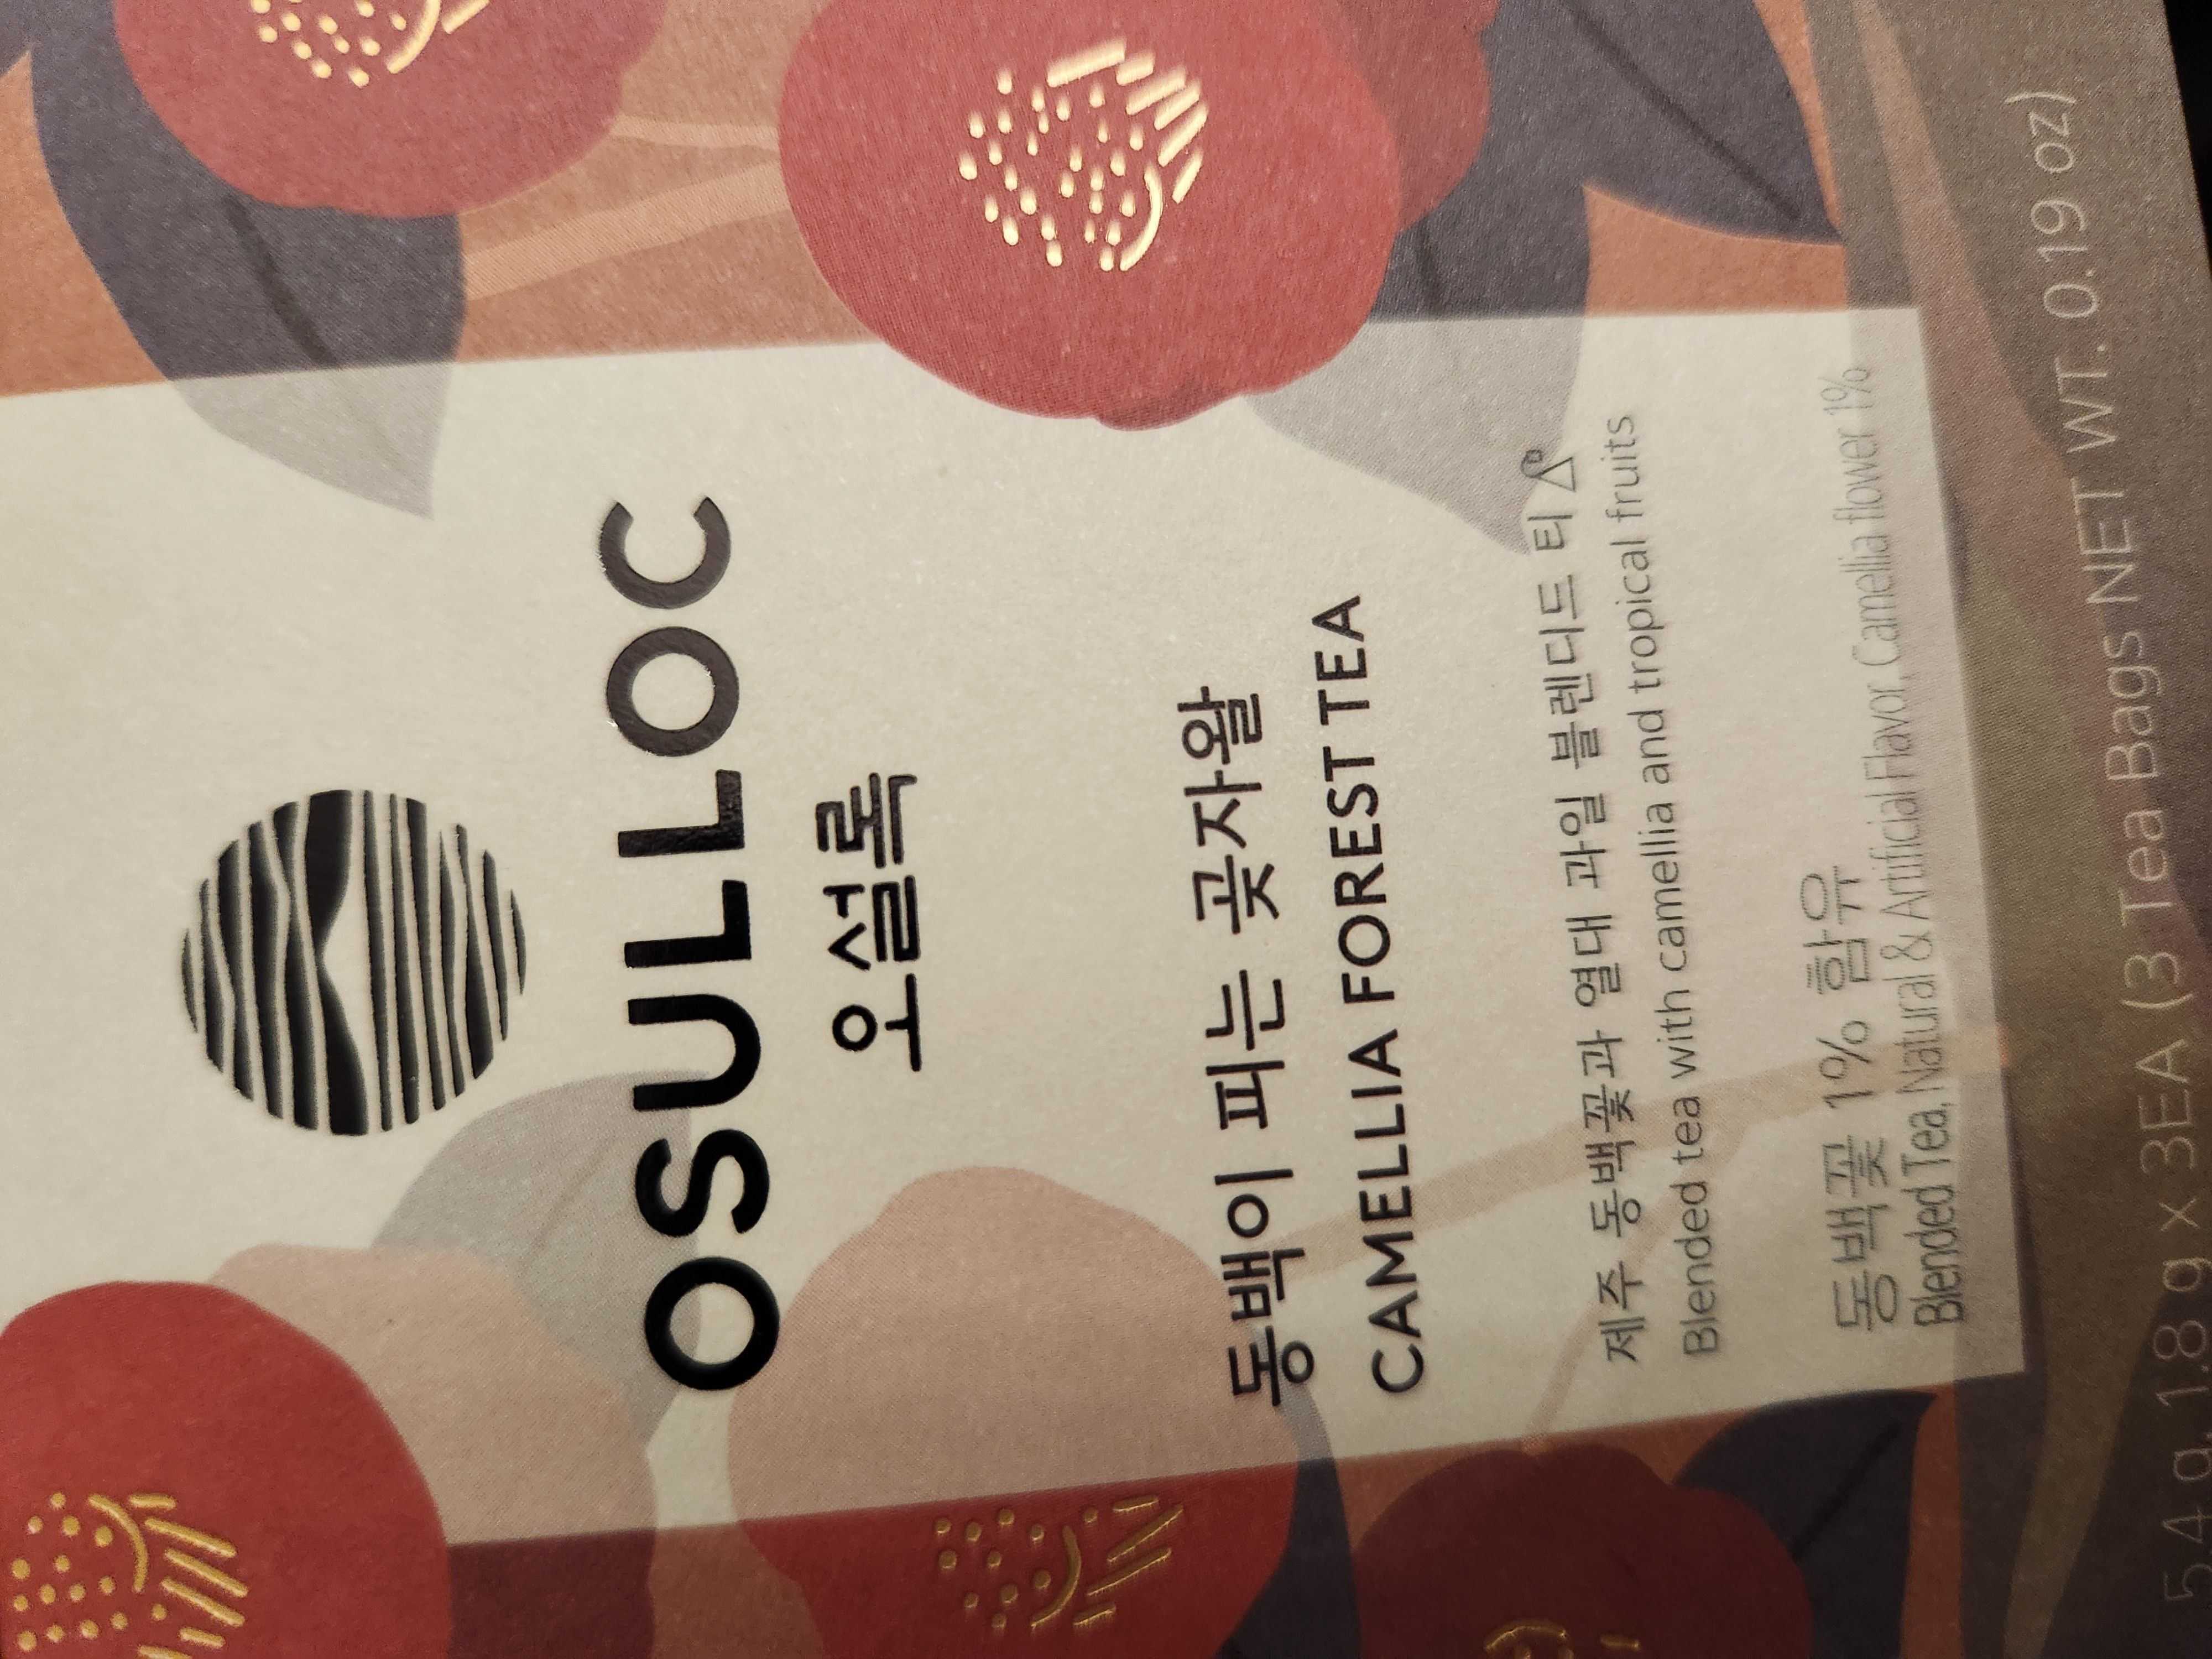 OSULLOC
오설록
동백이 피는 곶자왈
CAMELLIA FOREST TEA
제주 동백꽃과 열대 과일 블렌디드 티
Blended tea with camellia and tropical fruits
동백꽃 1% 함유
Blended Tea, Natural & Artificial Flavor, Camellia flower 1%
5.4 g, 1.8 g x 3EA (3 Tea Bags NET WT. 0.19 oz)